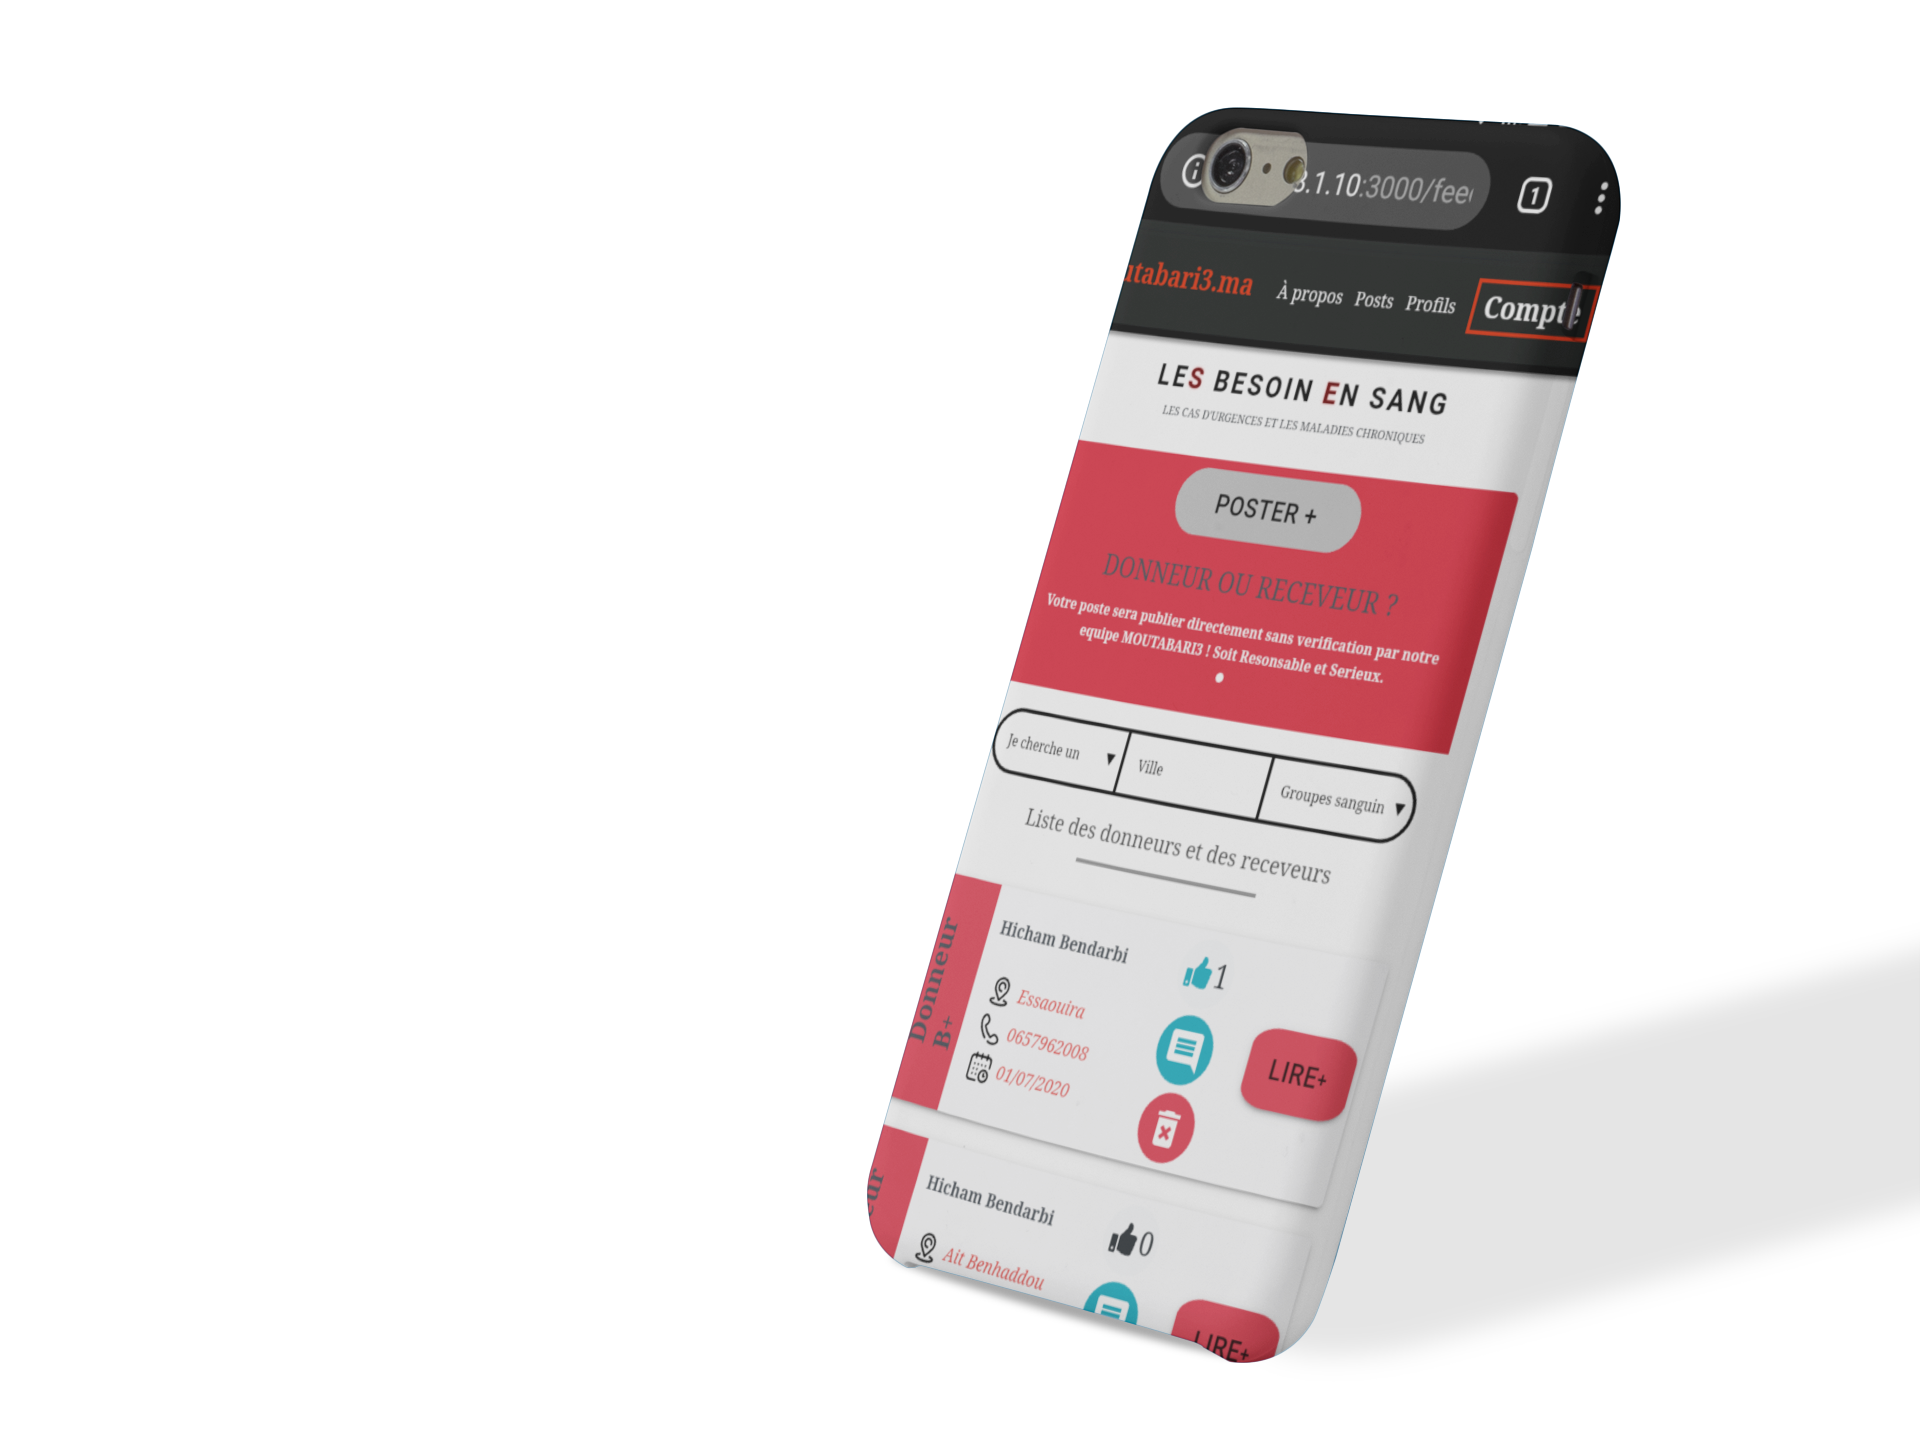 3.1.10:3000/fee
1
utabari3.ma À propos Posts Profils Compte
LES BESOIN EN SANG
LES CAS D'URGENCES ET LES MALADIES CHRONIQUES
POSTER +
DONNEUR OU RECEVEUR ?
Votre poste sera publier directement sans verification par notre
equipe MOUTABARI3 ! Soit Resonsable et Serieux.
Je cherche un ▼ Ville Groupes sanguin ▼
Liste des donneurs et des receveurs
Donneur
B+
Hicham Bendarbi
1
Essaouira
0657962008
01/07/2020
LIRE+
eur
Hicham Bendarbi
0
Ait Benhaddou
LIRE+